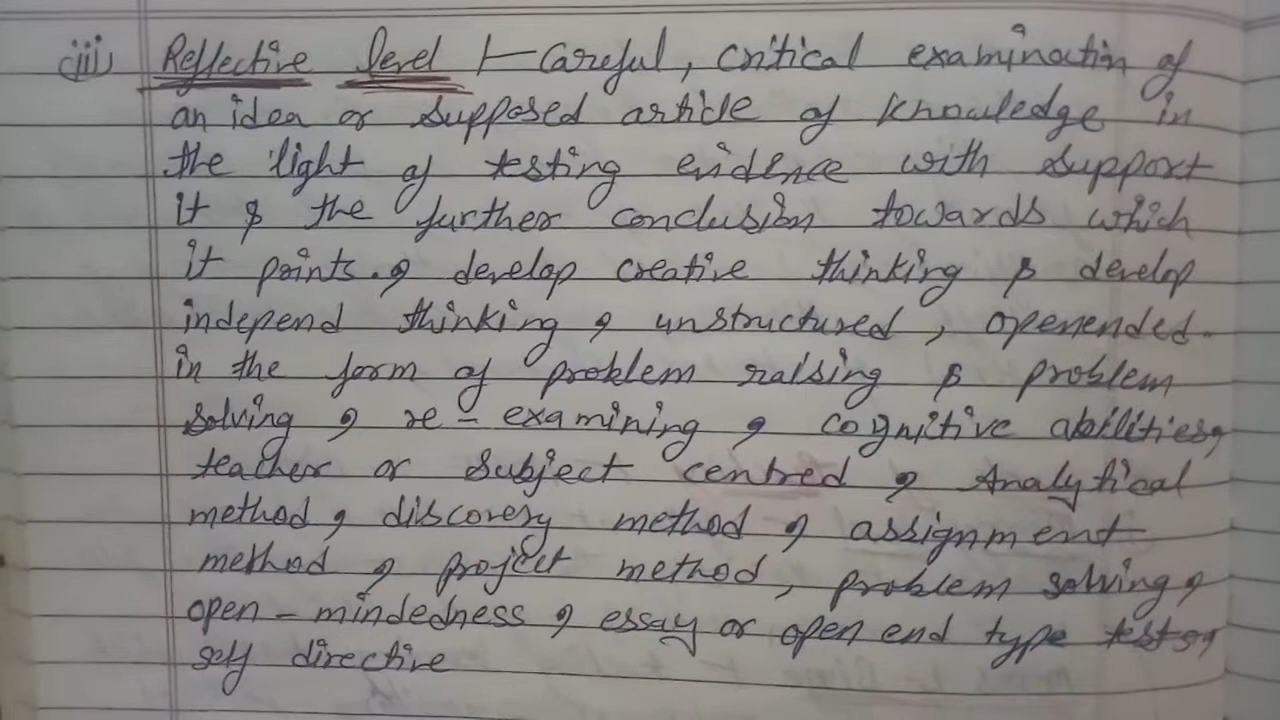 (iii) Reflective level :- Careful, critical examination of
an idea or supposed article of knowledge in
the light of testing evidence with support
it & the further conclusion towards which
it points, develop creative thinking & develop
independ thinking, unstructured, openended
in the form of problem raising & problem
solving, re-examining, cognitive abilities,
teacher or subject centred, Analytical
method, discovery method, assignment
method, project method, problem solving,
open-mindedness, essay or open end type test,
self directive